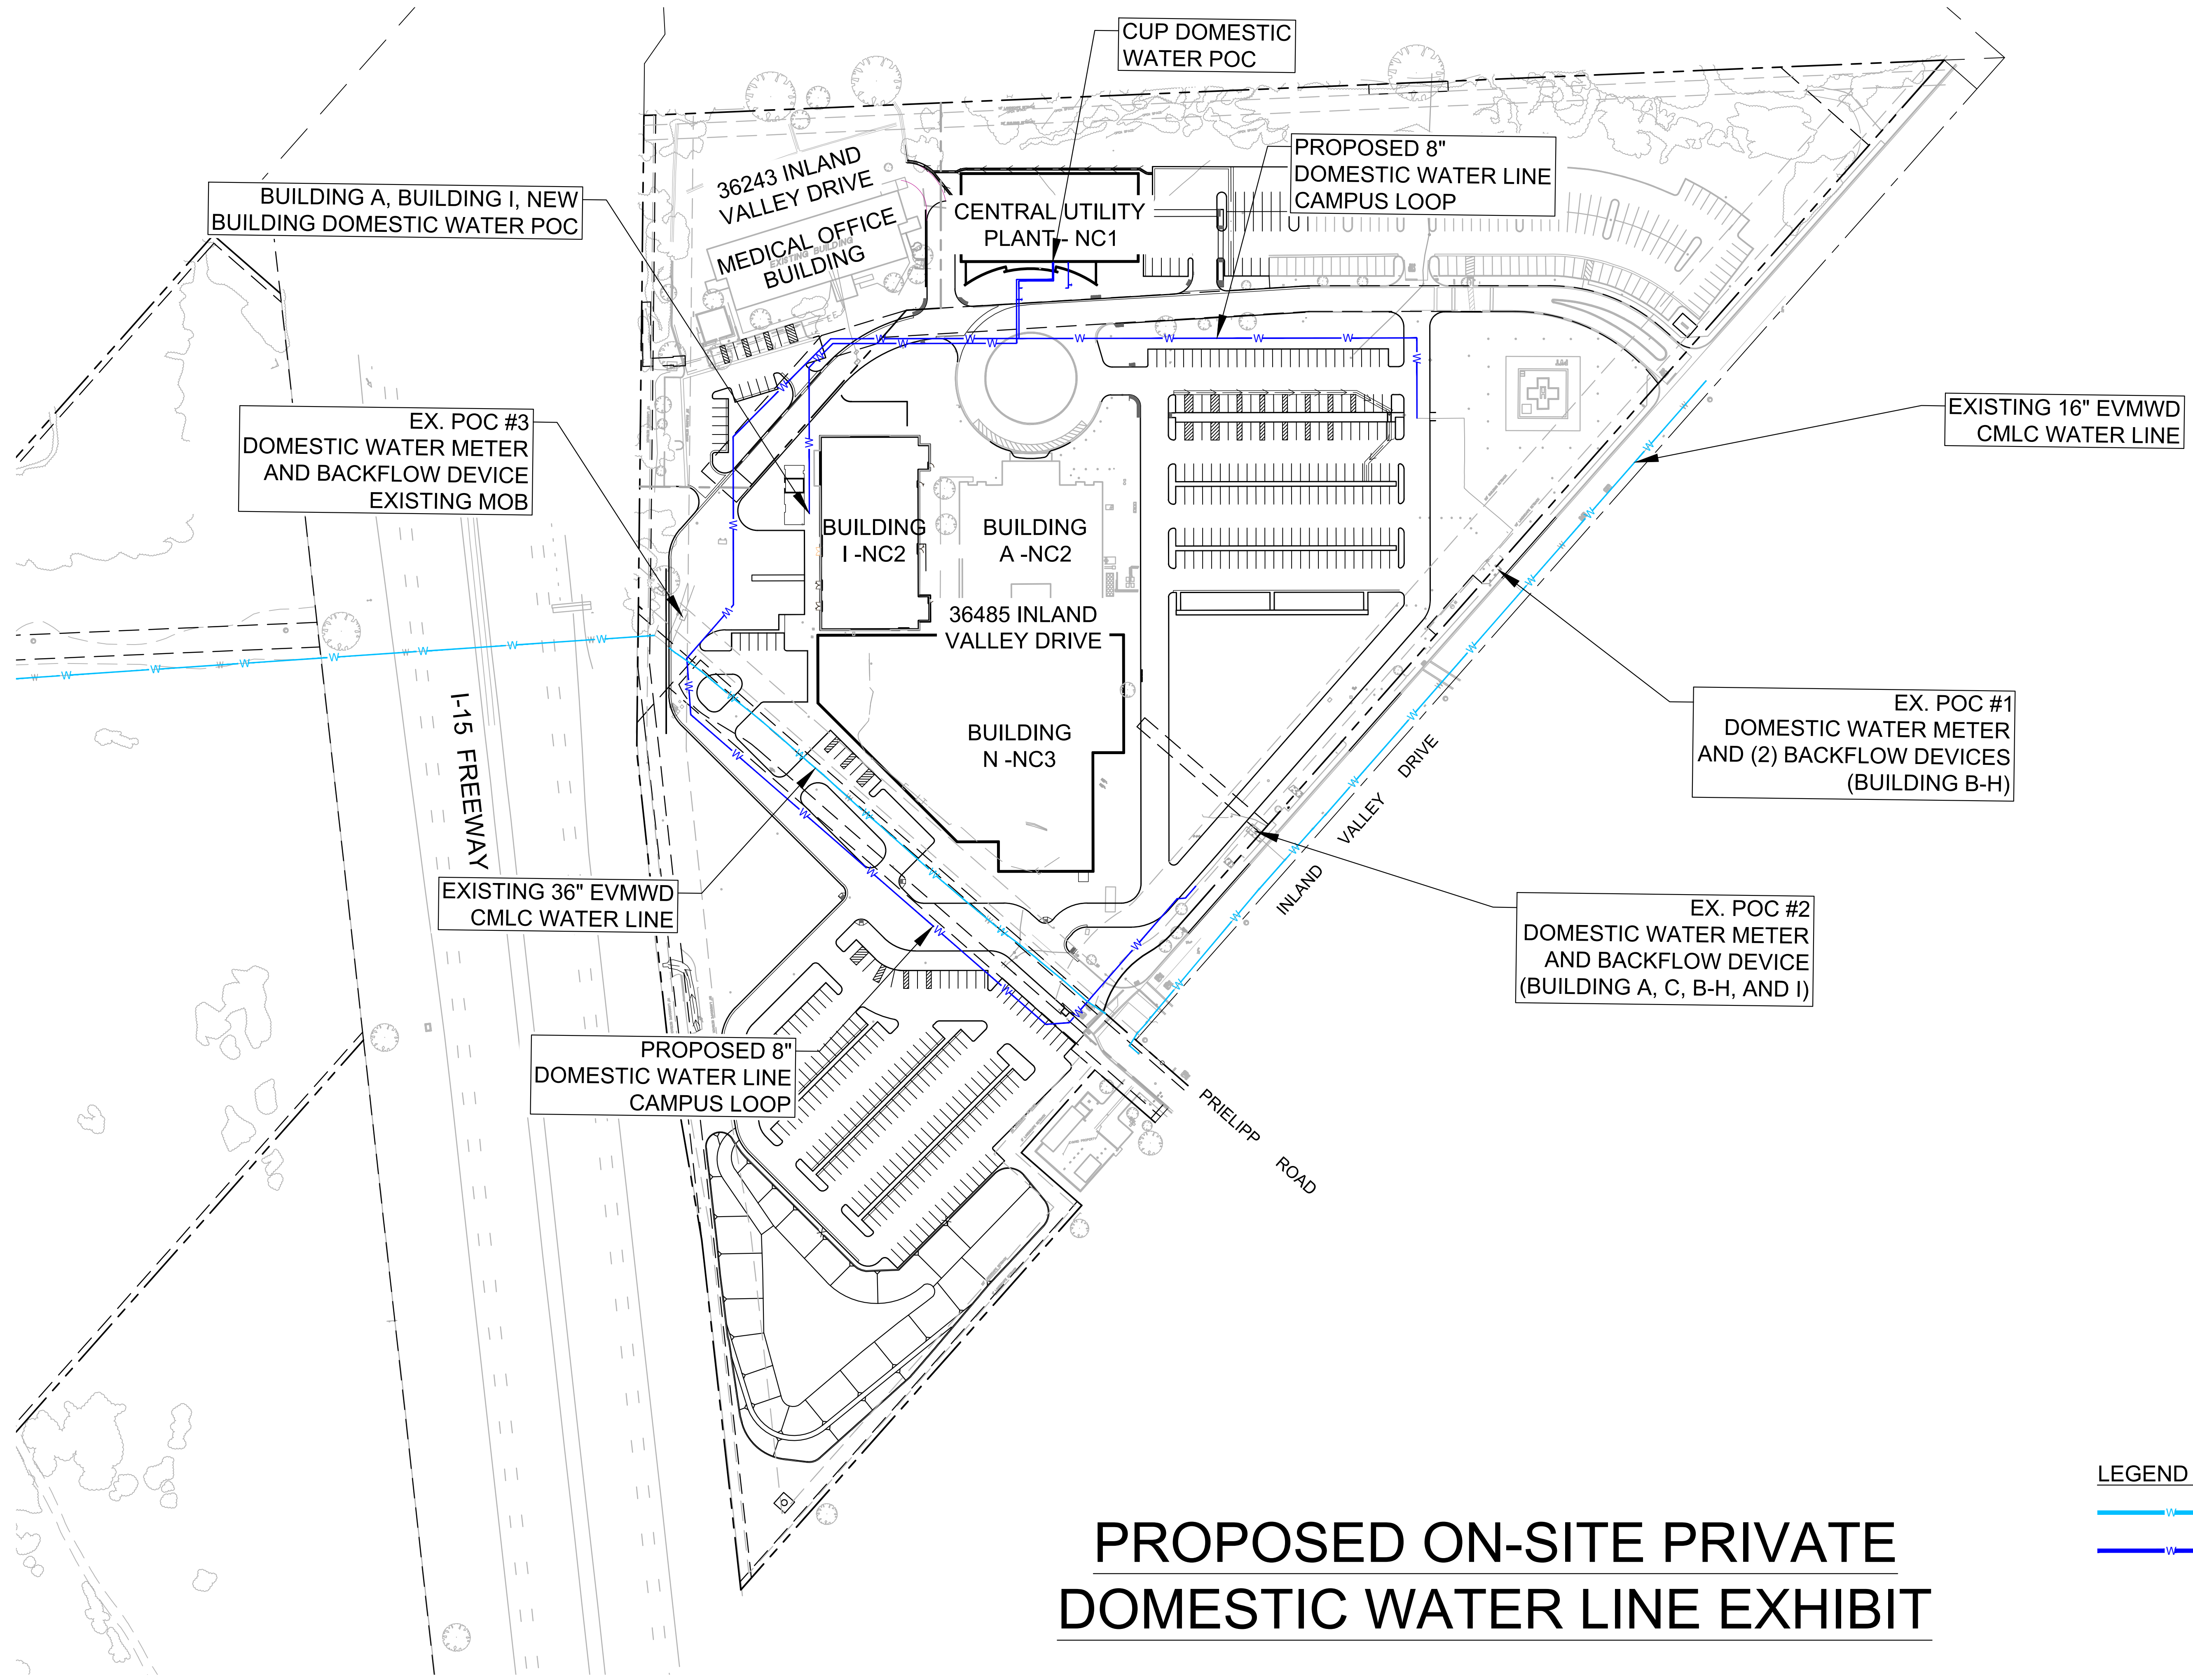 CUP DOMESTIC
WATER POC
PROPOSED 8"
DOMESTIC WATER LINE
CAMPUS LOOP
36243 INLAND
VALLEY DRIVE
MEDICAL OFFICE
BUILDING
EXISTING BUILDING
BUILDING A, BUILDING I, NEW
BUILDING DOMESTIC WATER POC
CENTRAL UTILITY
PLANT - NC1
EX. POC #3
DOMESTIC WATER METER
AND BACKFLOW DEVICE
EXISTING MOB
EXISTING 16" EVMWD
CMLC WATER LINE
BUILDING
I -NC2
BUILDING
A -NC2
36485 INLAND
VALLEY DRIVE
BUILDING
N -NC3
I-15 FREEWAY
EX. POC #1
DOMESTIC WATER METER
AND (2) BACKFLOW DEVICES
(BUILDING B-H)
INLAND VALLEY DRIVE
EXISTING 36" EVMWD
CMLC WATER LINE
EX. POC #2
DOMESTIC WATER METER
AND BACKFLOW DEVICE
(BUILDING A, C, B-H, AND I)
PROPOSED 8"
DOMESTIC WATER LINE
CAMPUS LOOP
PRIELIPP ROAD
LEGEND
W
W
PROPOSED ON-SITE PRIVATE
DOMESTIC WATER LINE EXHIBIT